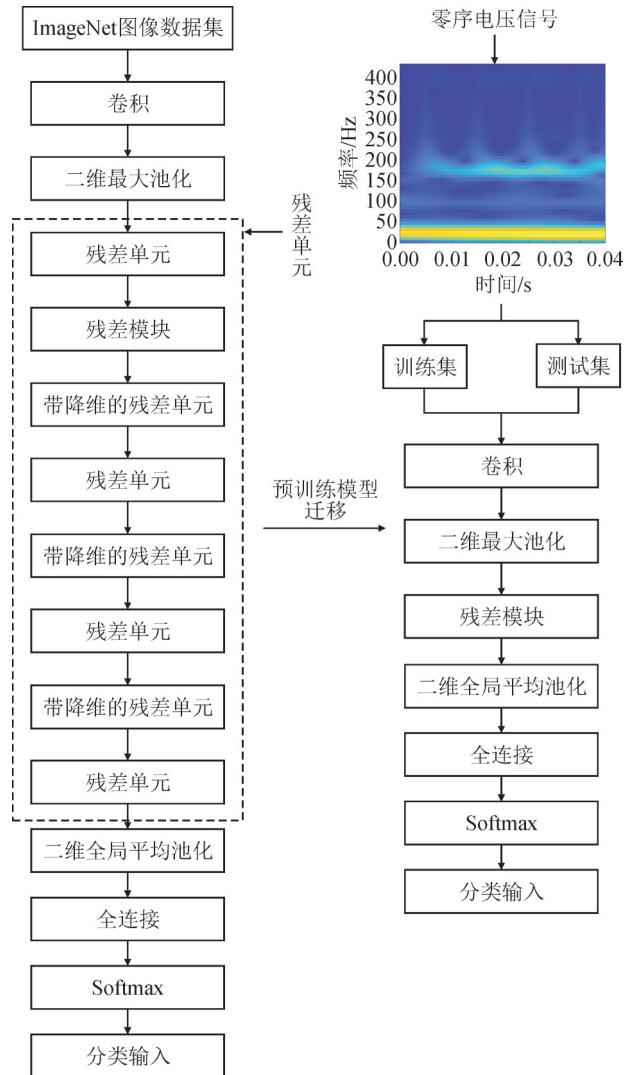 ImageNet图像数据集
卷积
二维最大池化
残差单元
残差模块
带降维的残差单元
残差单元
带降维的残差单元
残差单元
带降维的残差单元
残差单元
二维全局平均池化
全连接
Softmax
分类输入
残差单元
预训练模型
迁移
零序电压信号
频率/Hz
400
350
300
250
200
150
100
50
0
0.00 0.01 0.02 0.03 0.04
时间/s
训练集
测试集
卷积
二维最大池化
残差模块
二维全局平均池化
全连接
Softmax
分类输入